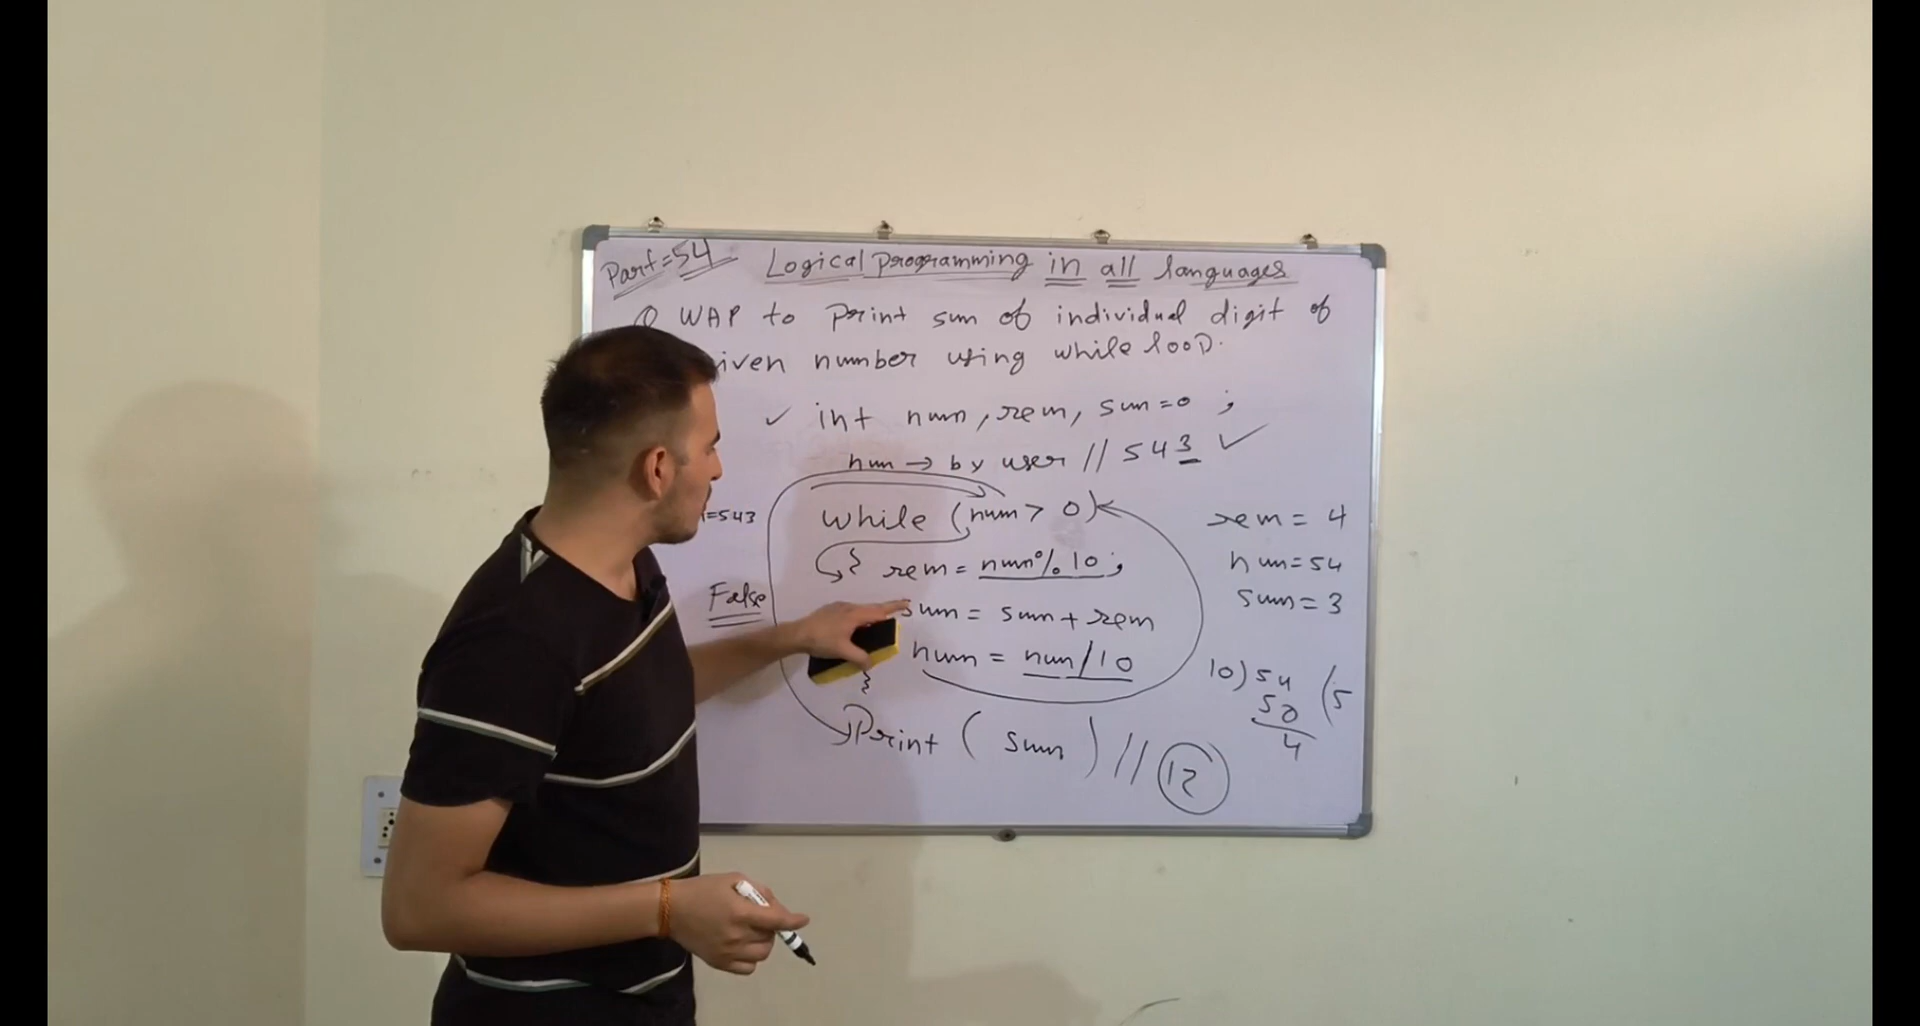 Part=54 Logical programming in all languages
Q WAP to print sum of individual digit of
iven number using while loop.
✓ int num, rem, sum=0 ;
num → by user // 543 ✓
=543 while (num > 0)
{ rem = num % 10 ;
False
sum = sum + rem
num = num / 10
}
Print ( sum ) // 12
rem = 4
num = 54
sum = 3
10)54(5
50
4